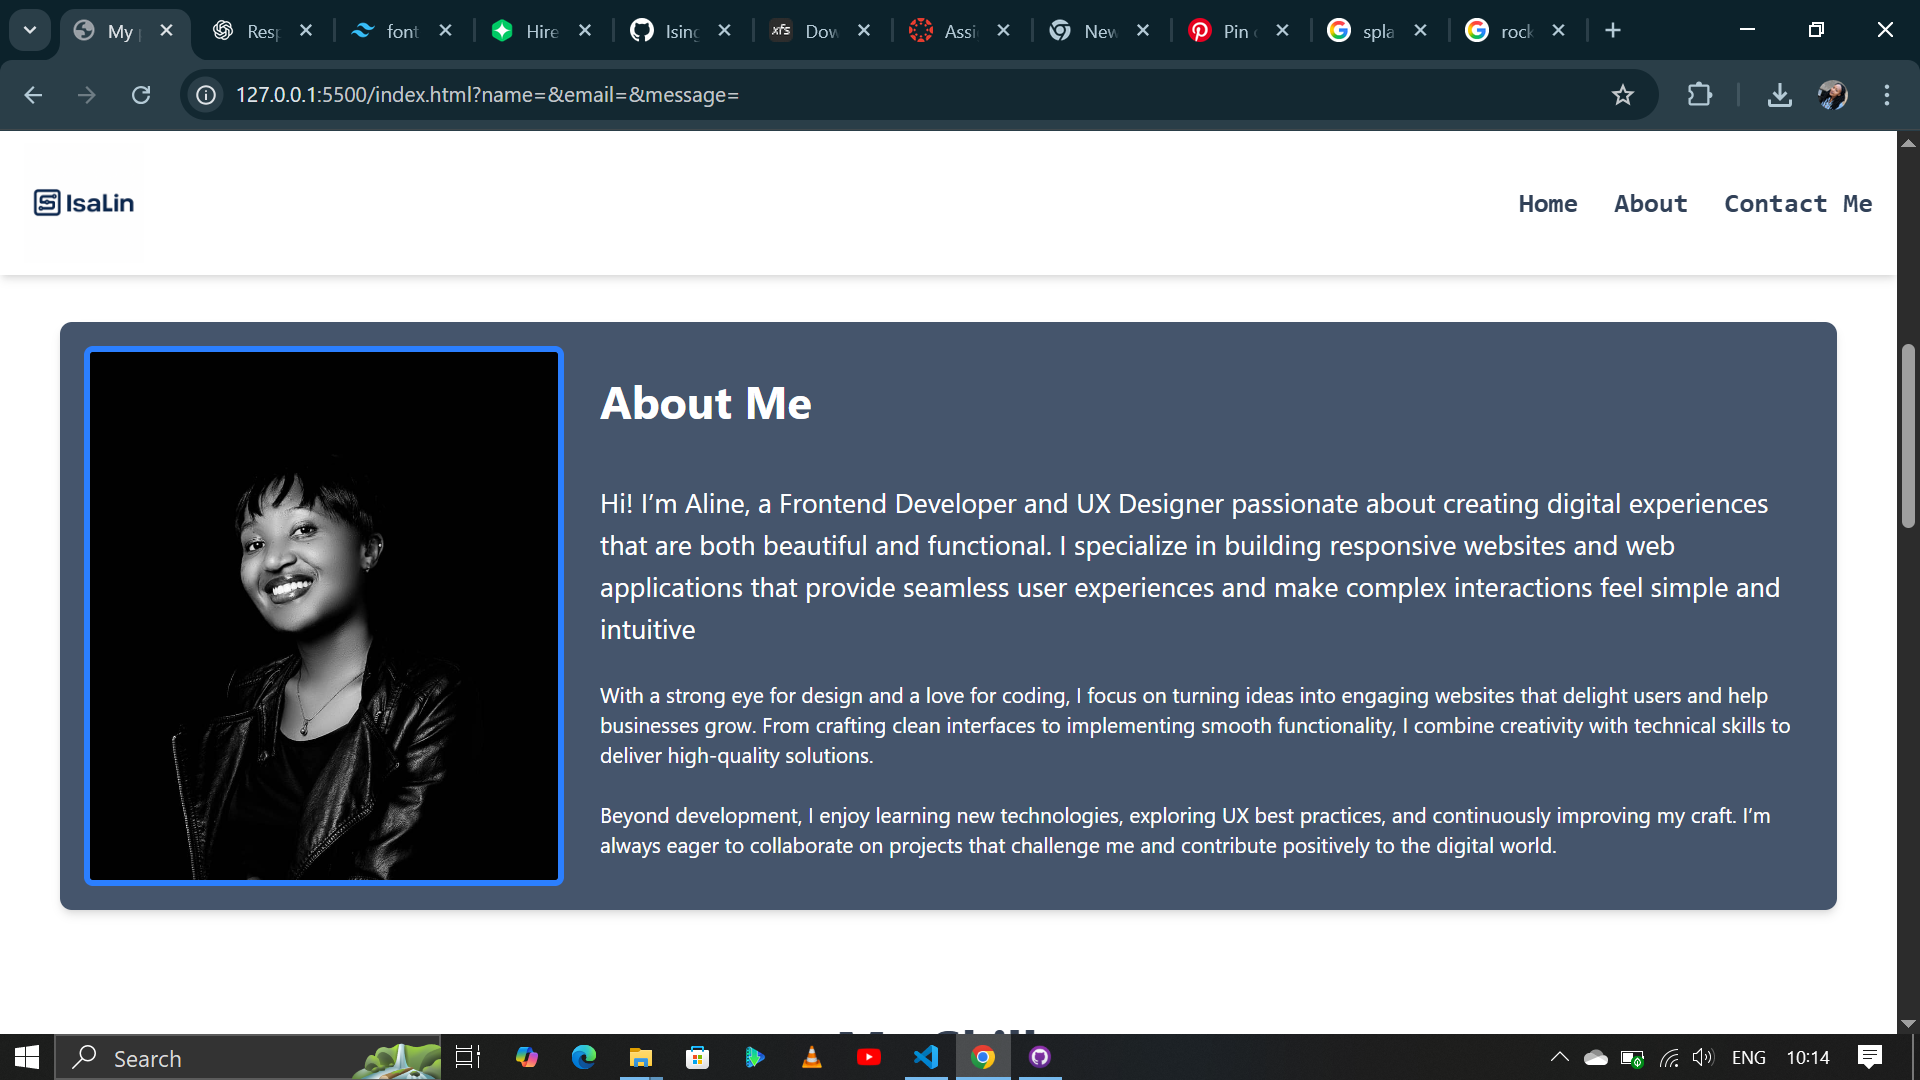 My
Resp
font
Hire
Ising
Dow
Assi
New
Pin
spla
rock
127.0.0.1:5500/index.html?name=&email=&message=
IsaLin
Home About Contact Me
About Me
Hi! I’m Aline, a Frontend Developer and UX Designer passionate about creating digital experiences
that are both beautiful and functional. I specialize in building responsive websites and web
applications that provide seamless user experiences and make complex interactions feel simple and
intuitive
With a strong eye for design and a love for coding, I focus on turning ideas into engaging websites that delight users and help
businesses grow. From crafting clean interfaces to implementing smooth functionality, I combine creativity with technical skills to
deliver high-quality solutions.
Beyond development, I enjoy learning new technologies, exploring UX best practices, and continuously improving my craft. I’m
always eager to collaborate on projects that challenge me and contribute positively to the digital world.
Search
ENG 10:14